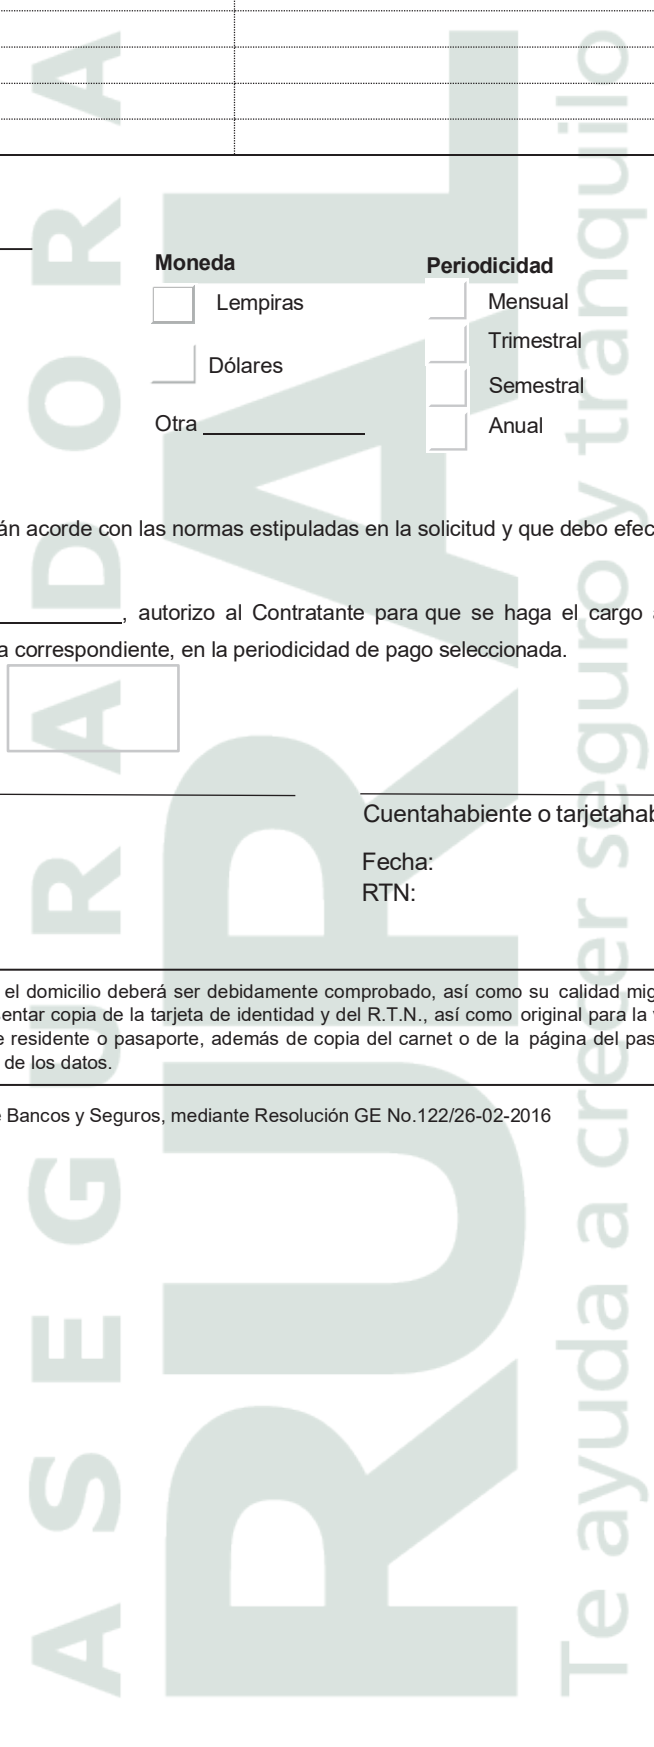 Moneda
Periodicidad
Lempiras
Mensual
Trimestral
Dólares
Semestral
Otra
Anual
án acorde con las normas estipuladas en la solicitud y que debo efec
, autorizo al Contratante para que se haga el cargo
a correspondiente, en la periodicidad de pago seleccionada.
Cuentahabiente o tarjetahab
Fecha:
RTN:
el domicilio deberá ser debidamente comprobado, así como su calidad mig
entar copia de la tarjeta de identidad y del R.T.N., así como original para la
e residente o pasaporte, además de copia del carnet o de la página del pas
de los datos.
e Bancos y Seguros, mediante Resolución GE No.122/26-02-2016
ASEGURADORA
RURAL
Te ayuda a crecer seguro y tranquilo